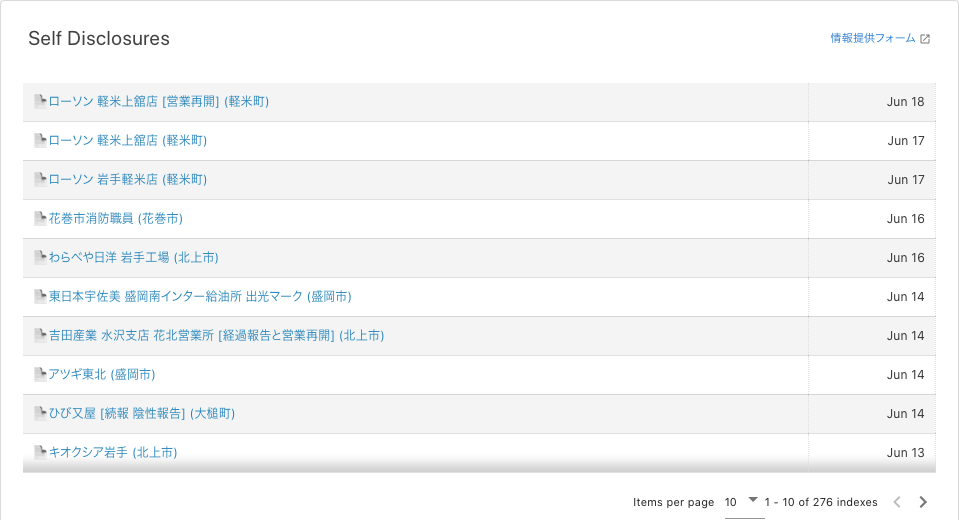 Self Disclosures
情報提供フォーム
ローソン 軽米上舘店 [営業再開] (軽米町) Jun 18
ローソン 軽米上舘店 (軽米町) Jun 17
ローソン 岩手軽米店 (軽米町) Jun 17
花巻市消防職員 (花巻市) Jun 16
わらべや日洋 岩手工場 (北上市) Jun 16
東日本宇佐美 盛岡南インター給油所 出光マーク (盛岡市) Jun 14
吉田産業 水沢支店 花北営業所 [経過報告と営業再開] (北上市) Jun 14
アツギ東北 (盛岡市) Jun 14
ひび又屋 [続報 陰性報告] (大槌町) Jun 14
キオクシア岩手 (北上市) Jun 13
Items per page 10 1 - 10 of 276 indexes